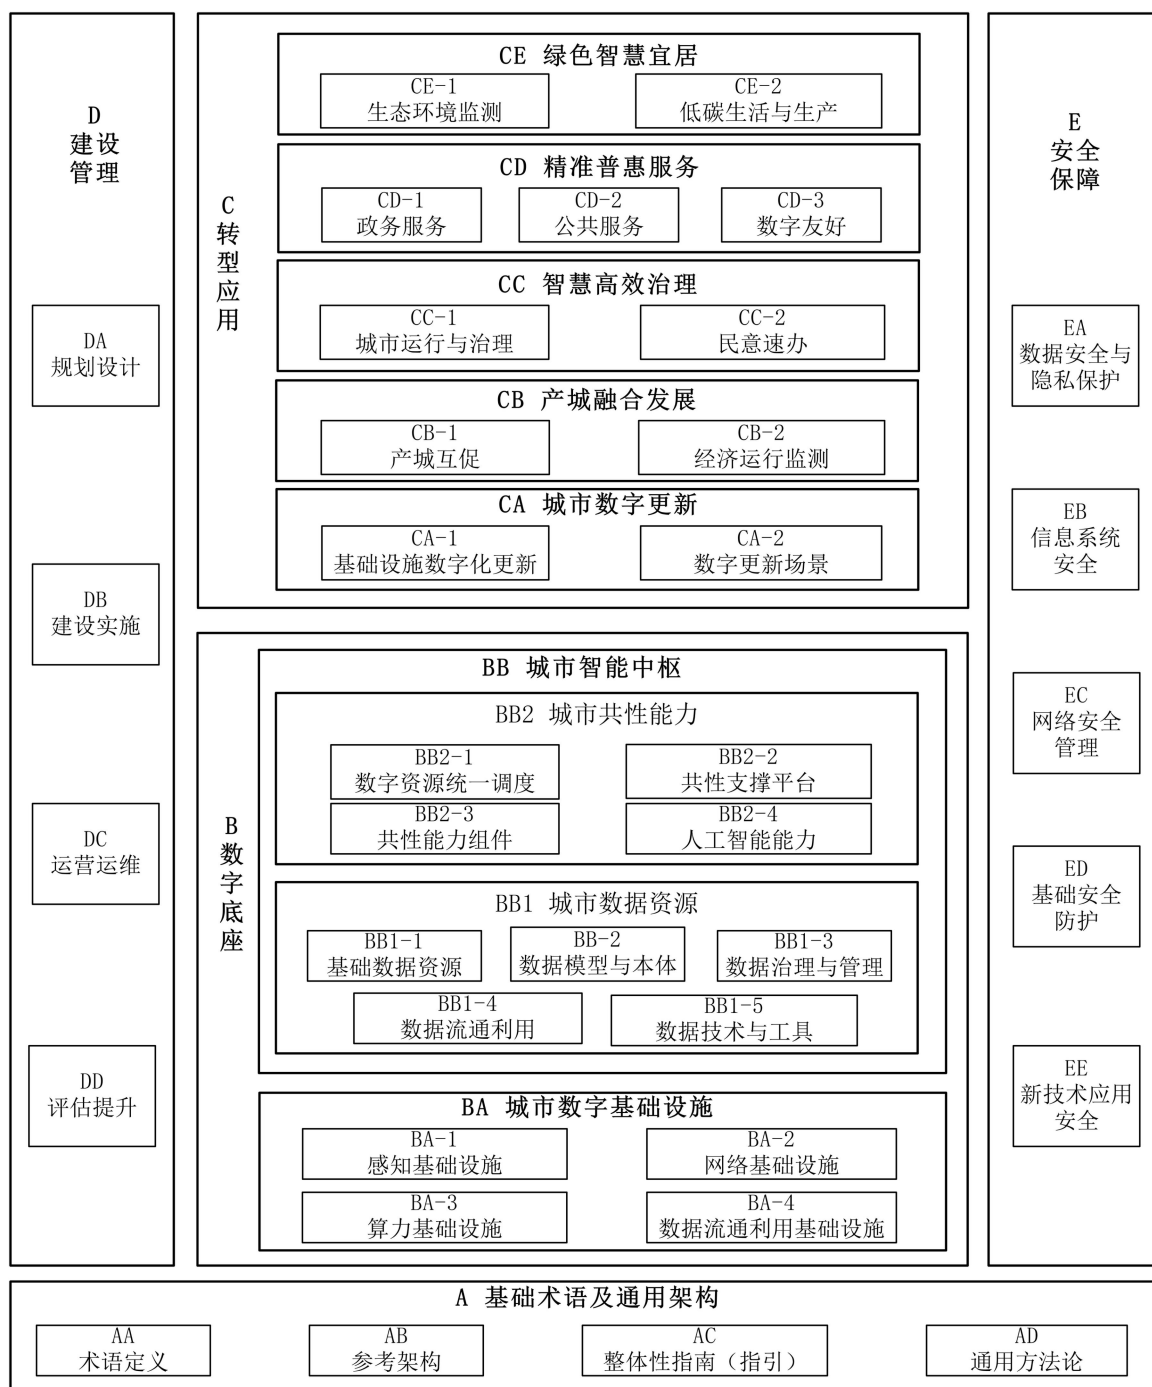 D
建设
管理
DA
规划设计
DB
建设实施
DC
运营运维
DD
评估提升
C
转型应用
CE 绿色智慧宜居
CE-1
生态环境监测
CE-2
低碳生活与生产
CD 精准普惠服务
CD-1
政务服务
CD-2
公共服务
CD-3
数字友好
CC 智慧高效治理
CC-1
城市运行与治理
CC-2
民意速办
CB 产城融合发展
CB-1
产城互促
CB-2
经济运行监测
CA 城市数字更新
CA-1
基础设施数字化更新
CA-2
数字更新场景
B
数字底座
BB 城市智能中枢
BB2 城市共性能力
BB2-1
数字资源统一调度
BB2-2
共性支撑平台
BB2-3
共性能力组件
BB2-4
人工智能能力
BB1 城市数据资源
BB1-1
基础数据资源
BB-2
数据模型与本体
BB1-3
数据治理与管理
BB1-4
数据流通利用
BB1-5
数据技术与工具
BA 城市数字基础设施
BA-1
感知基础设施
BA-2
网络基础设施
BA-3
算力基础设施
BA-4
数据流通利用基础设施
E
安全
保障
EA
数据安全与
隐私保护
EB
信息系统
安全
EC
网络安全
管理
ED
基础安全
防护
EE
新技术应用
安全
A 基础术语及通用架构
AA
术语定义
AB
参考架构
AC
整体性指南（指引）
AD
通用方法论